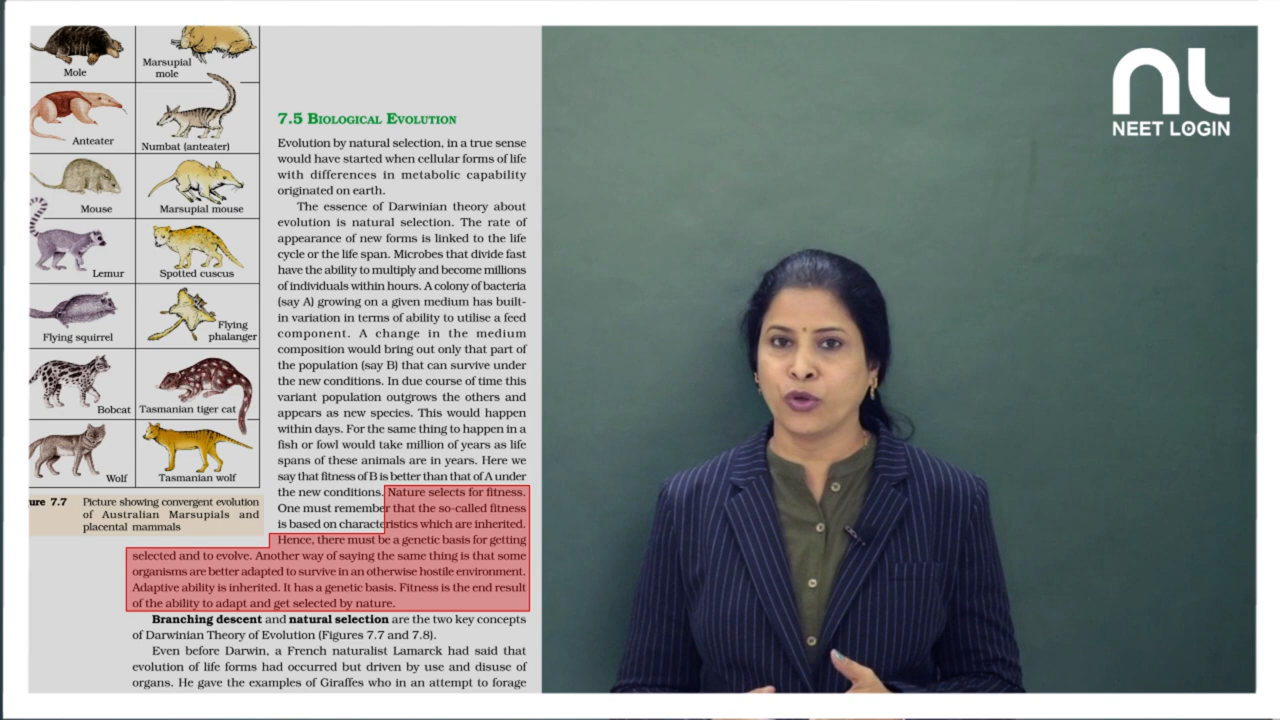 Mole
Marsupial
mole
Anteater
Numbat (anteater)
Mouse
Marsupial mouse
Lemur
Spotted cuscus
Flying squirrel
Flying
phalanger
Bobcat
Tasmanian tiger cat
Wolf
Tasmanian wolf
ure 7.7 Picture showing convergent evolution
of Australian Marsupials and
placental mammals
7.5 BIOLOGICAL EVOLUTION
Evolution by natural selection, in a true sense
would have started when cellular forms of life
with differences in metabolic capability
originated on earth.
The essence of Darwinian theory about
evolution is natural selection. The rate of
appearance of new forms is linked to the life
cycle or the life span. Microbes that divide fast
have the ability to multiply and become millions
of individuals within hours. A colony of bacteria
(say A) growing on a given medium has built-
in variation in terms of ability to utilise a feed
component. A change in the medium
composition would bring out only that part of
the population (say B) that can survive under
the new conditions. In due course of time this
variant population outgrows the others and
appears as new species. This would happen
within days. For the same thing to happen in a
fish or fowl would take million of years as life
spans of these animals are in years. Here we
say that fitness of B is better than that of A under
the new conditions. Nature selects for fitness.
One must remember that the so-called fitness
is based on characteristics which are inherited.
Hence, there must be a genetic basis for getting
selected and to evolve. Another way of saying the same thing is that some
organisms are better adapted to survive in an otherwise hostile environment.
Adaptive ability is inherited. It has a genetic basis. Fitness is the end result
of the ability to adapt and get selected by nature.
Branching descent and natural selection are the two key concepts
of Darwinian Theory of Evolution (Figures 7.7 and 7.8).
Even before Darwin, a French naturalist Lamarck had said that
evolution of life forms had occurred but driven by use and disuse of
organs. He gave the examples of Giraffes who in an attempt to forage
NL
NEET LOGIN